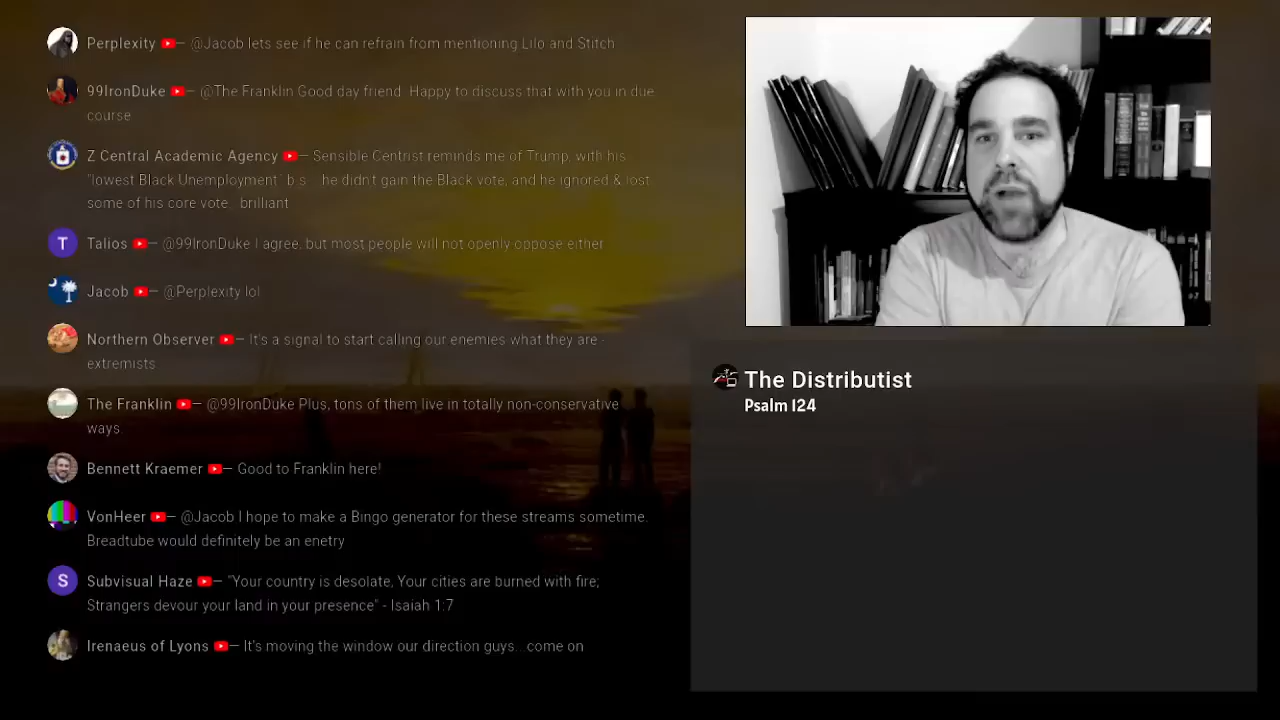 Perplexity — @Jacob lets see if he can refrain from mentioning Lilo and Stitch
99IronDuke — @The Franklin Good day friend. Happy to discuss that with you in due
course.
Z Central Academic Agency — Sensible Centrist reminds me of Trump, with his
"lowest Black Unemployment" b.s... he didn't gain the Black vote, and he ignored & lost
some of his core vote.. brilliant
Talios — @99IronDuke I agree, but most people will not openly oppose either
Jacob — @Perplexity lol
Northern Observer — It's a signal to start calling our enemies what they are -
extremists
The Franklin — @99IronDuke Plus, tons of them live in totally non-conservative
ways.
Bennett Kraemer — Good to Franklin here!
VonHeer — @Jacob I hope to make a Bingo generator for these streams sometime.
Breadtube would definitely be an enetry
S
Subvisual Haze — "Your country is desolate, Your cities are burned with fire;
Strangers devour your land in your presence" - Isaiah 1:7
Irenaeus of Lyons — It's moving the window our direction guys...come on
T
The Distributist
Psalm 124